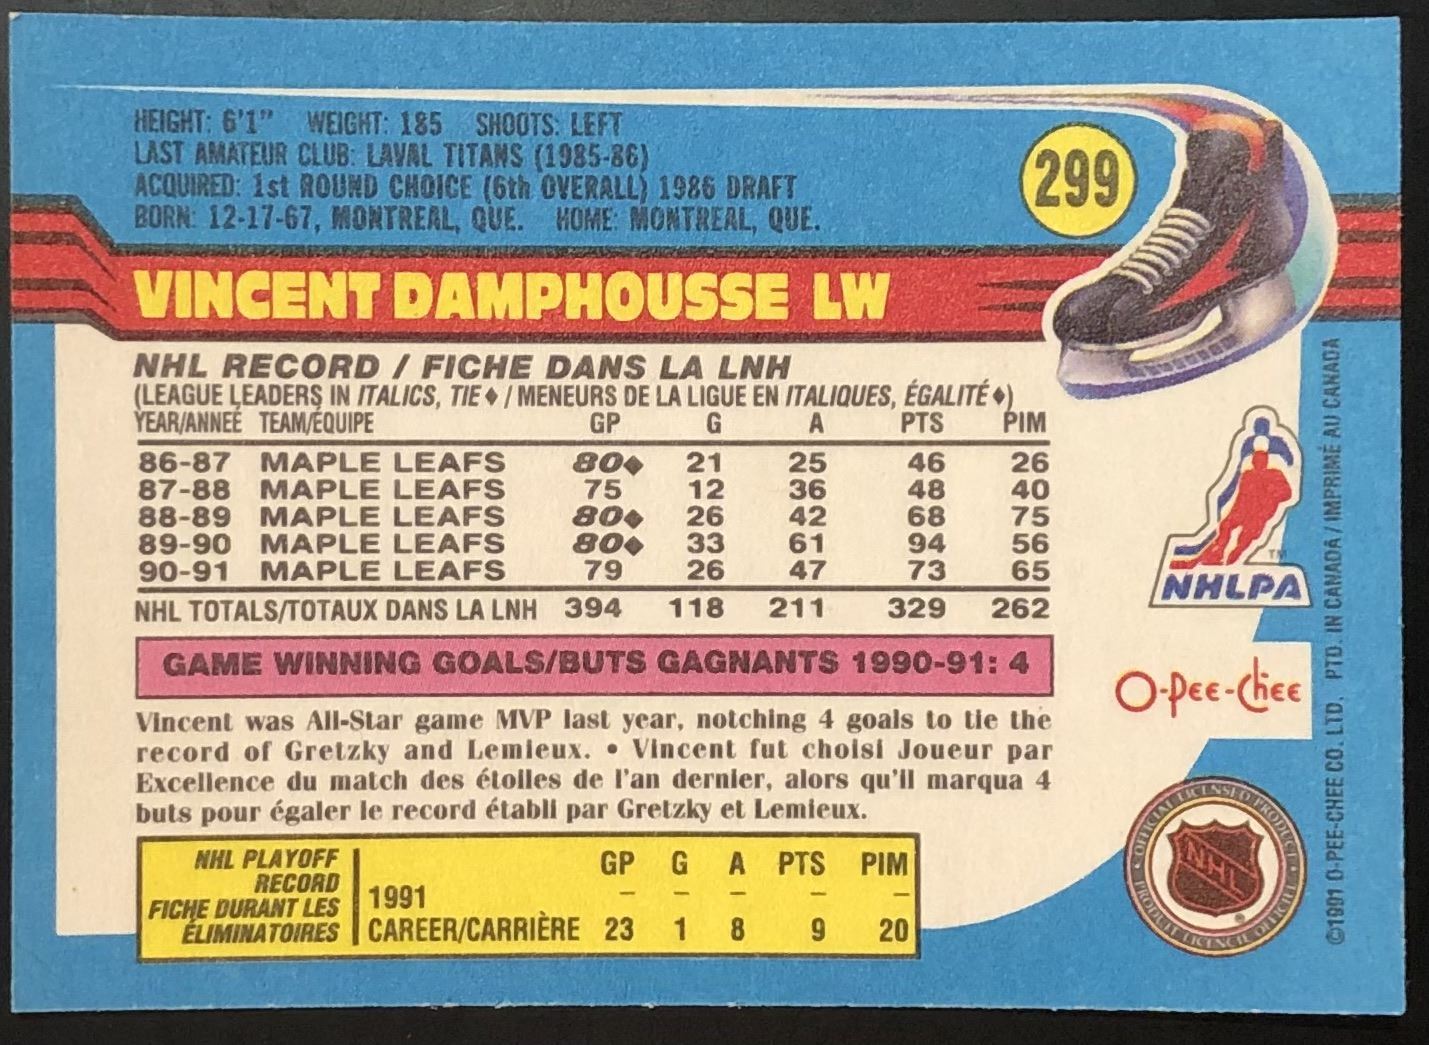 HEIGHT: 6'1" WEIGHT: 185 SHOOTS: LEFT
LAST AMATEUR CLUB: LAVAL TITANS (1985-86)
ACQUIRED: 1st ROUND CHOICE (6th OVERALL) 1986 DRAFT
BORN: 12-17-67, MONTREAL, QUE. HOME: MONTREAL, QUE.
299
VINCENT DAMPHOUSSE LW
NHL RECORD / FICHE DANS LA LNH
(LEAGUE LEADERS IN ITALICS, TIE ♦ / MENEURS DE LA LIGUE EN ITALIQUES, ÉGALITÉ ♦)
YEAR/ANNEÉ TEAM/ÉQUIPE GP G A PTS PIM
86-87 MAPLE LEAFS 80♦ 21 25 46 26
87-88 MAPLE LEAFS 75 12 36 48 40
88-89 MAPLE LEAFS 80♦ 26 42 68 75
89-90 MAPLE LEAFS 80♦ 33 61 94 56
90-91 MAPLE LEAFS 79 26 47 73 65
NHL TOTALS/TOTAUX DANS LA LNH 394 118 211 329 262
GAME WINNING GOALS/BUTS GAGNANTS 1990-91: 4
Vincent was All-Star game MVP last year, notching 4 goals to tie the
record of Gretzky and Lemieux. • Vincent fut choisi Joueur par
Excellence du match des étoiles de l'an dernier, alors qu'il marqua 4
buts pour égaler le record établi par Gretzky et Lemieux.
NHL PLAYOFF
RECORD
FICHE DURANT LES
ÉLIMINATOIRES
GP G A PTS PIM
1991 – – – – –
CAREER/CARRIÈRE 23 1 8 9 20
TM
NHLPA
O-Pee-Chee
• OFFICIAL LICENSED PRODUCT •
NHL
®
PRODUIT LICENCIÉ OFFICIEL
©1991 O-PEE-CHEE CO. LTD. PTD. IN CANADA / IMPRIMÉ AU CANADA